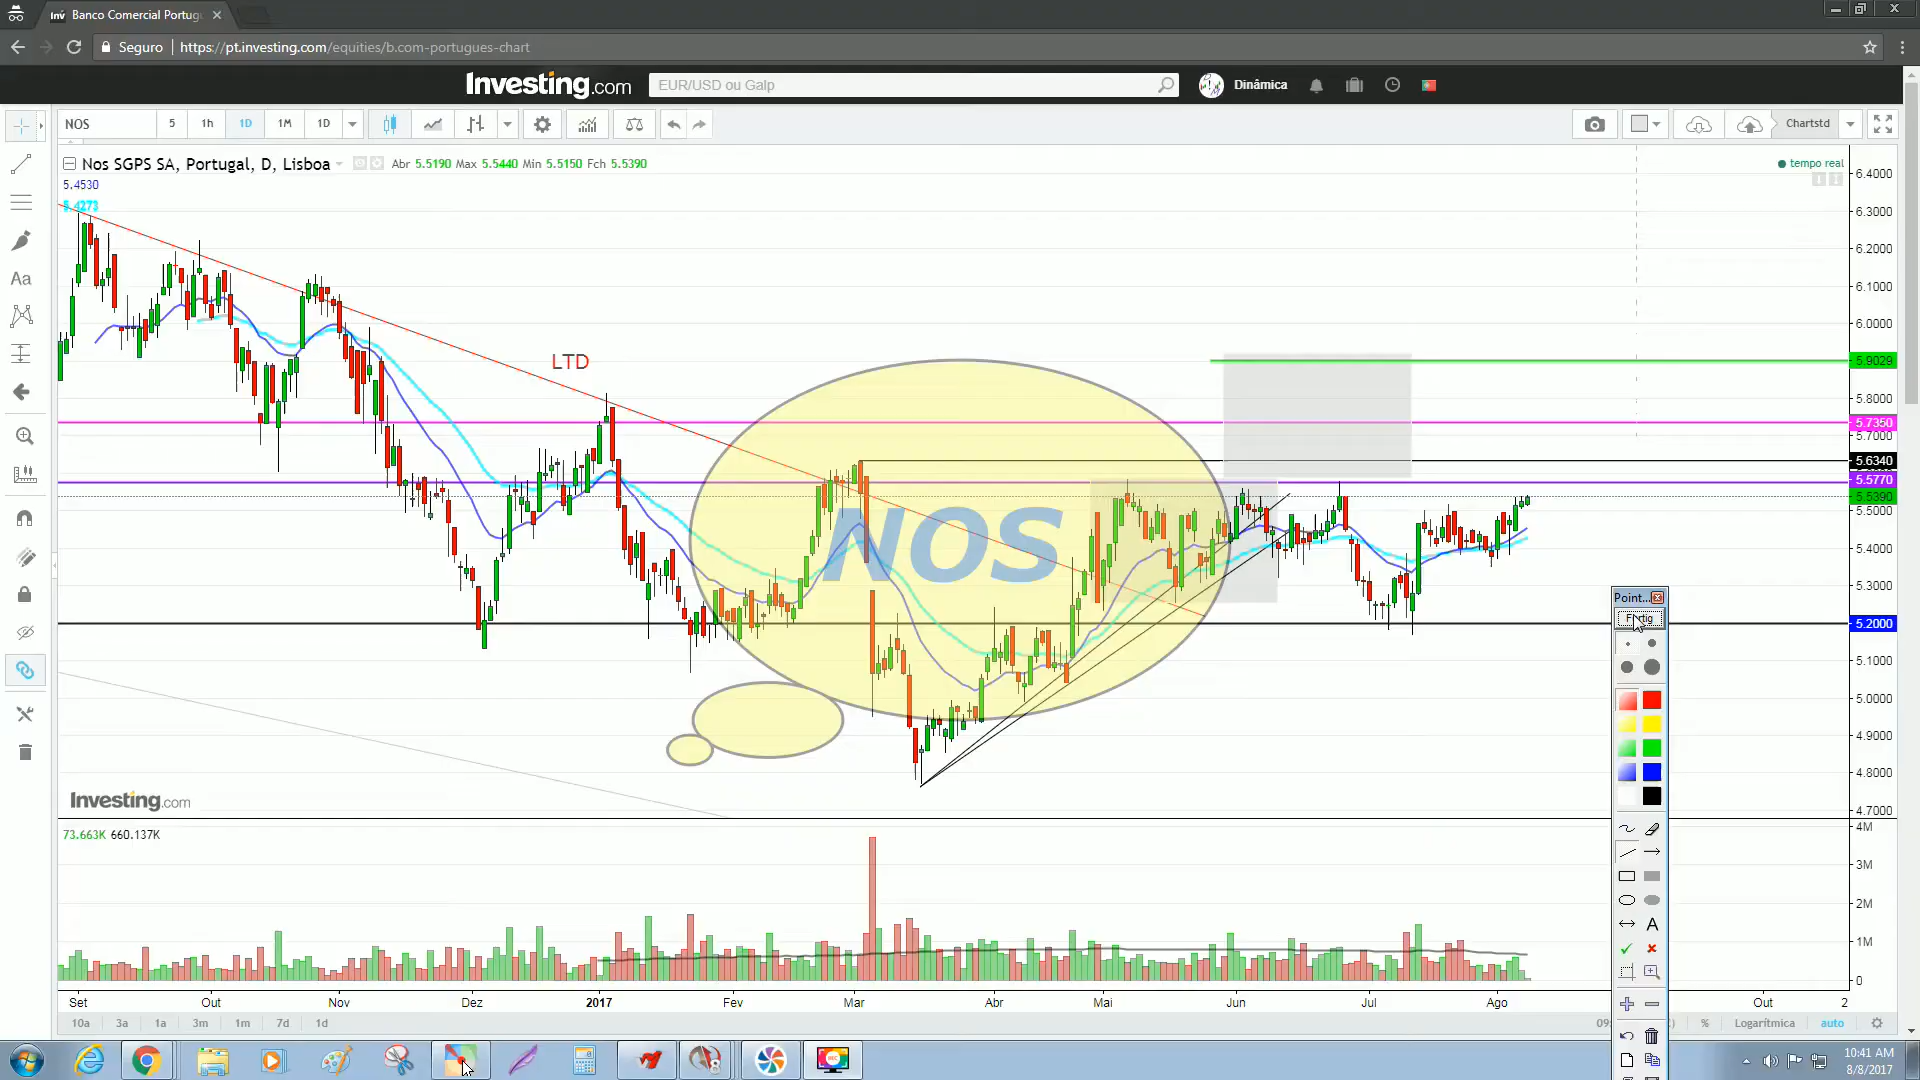 Banco Comercial Portug
Seguro
https://pt.investing.com/equities/b.com-portugues-chart
Investing.com
EUR/USD ou Galp
Dinâmica
NOS
5
1h
1D
1M
1D
Chartstd
Nos SGPS SA, Portugal, D, Lisboa
Abr 5.5190 Max 5.5440 Min 5.5150 Fch 5.5390
tempo real
5.4530
5.4273
Aa
LTD
NOS
6.4000
6.3000
6.2000
6.1000
6.0000
5.9029
5.8000
5.7350
5.7000
5.6340
5.5770
5.5390
5.5000
5.4000
5.3000
5.2000
5.1000
5.0000
4.9000
4.8000
4.7000
Point...
Investing.com
73.663K 660.137K
4M
3M
2M
1M
0
A
Set Out Nov Dez 2017 Fev Mar Abr Mai Jun Jul Ago Out 2
10a 3a 1a 3m 1m 7d 1d
09:
% Logarítmica auto
10:41 AM
8/8/2017